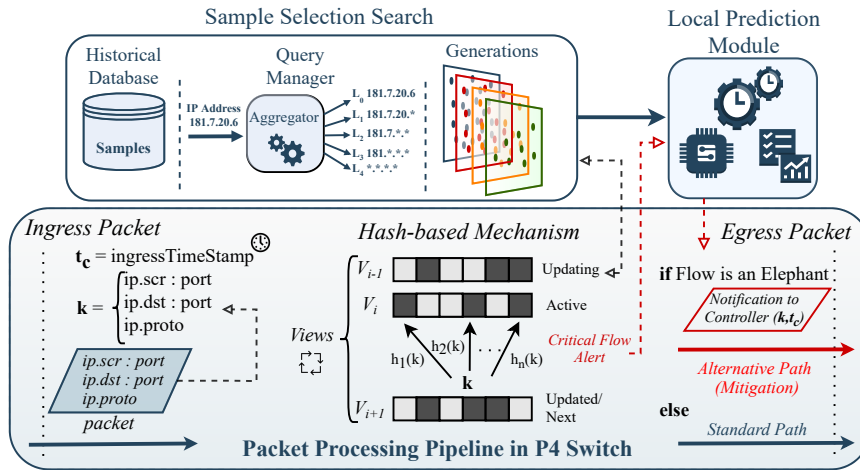 Sample Selection Search
Historical
Database
Samples
IP Address
181.7.20.6
Query
Manager
Aggregator
L0 181.7.20.6
L1 181.7.20.*
L2 181.7.*.*
L3 181.*.*.*
L4 *.*.*.*
Generations
Local Prediction
Module
Ingress Packet
tc = ingressTimeStamp
k =
ip.scr : port
ip.dst : port
ip.proto
ip.scr : port
ip.dst : port
ip.proto
packet
Hash-based Mechanism
Views
Vi-1
Updating
Vi
Active
h1(k)
h2(k)
. . .
hn(k)
k
Critical Flow
Alert
Vi+1
Updated/
Next
Egress Packet
if Flow is an Elephant
Notification to
Controller (k,tc)
Alternative Path
(Mitigation)
else
Standard Path
Packet Processing Pipeline in P4 Switch